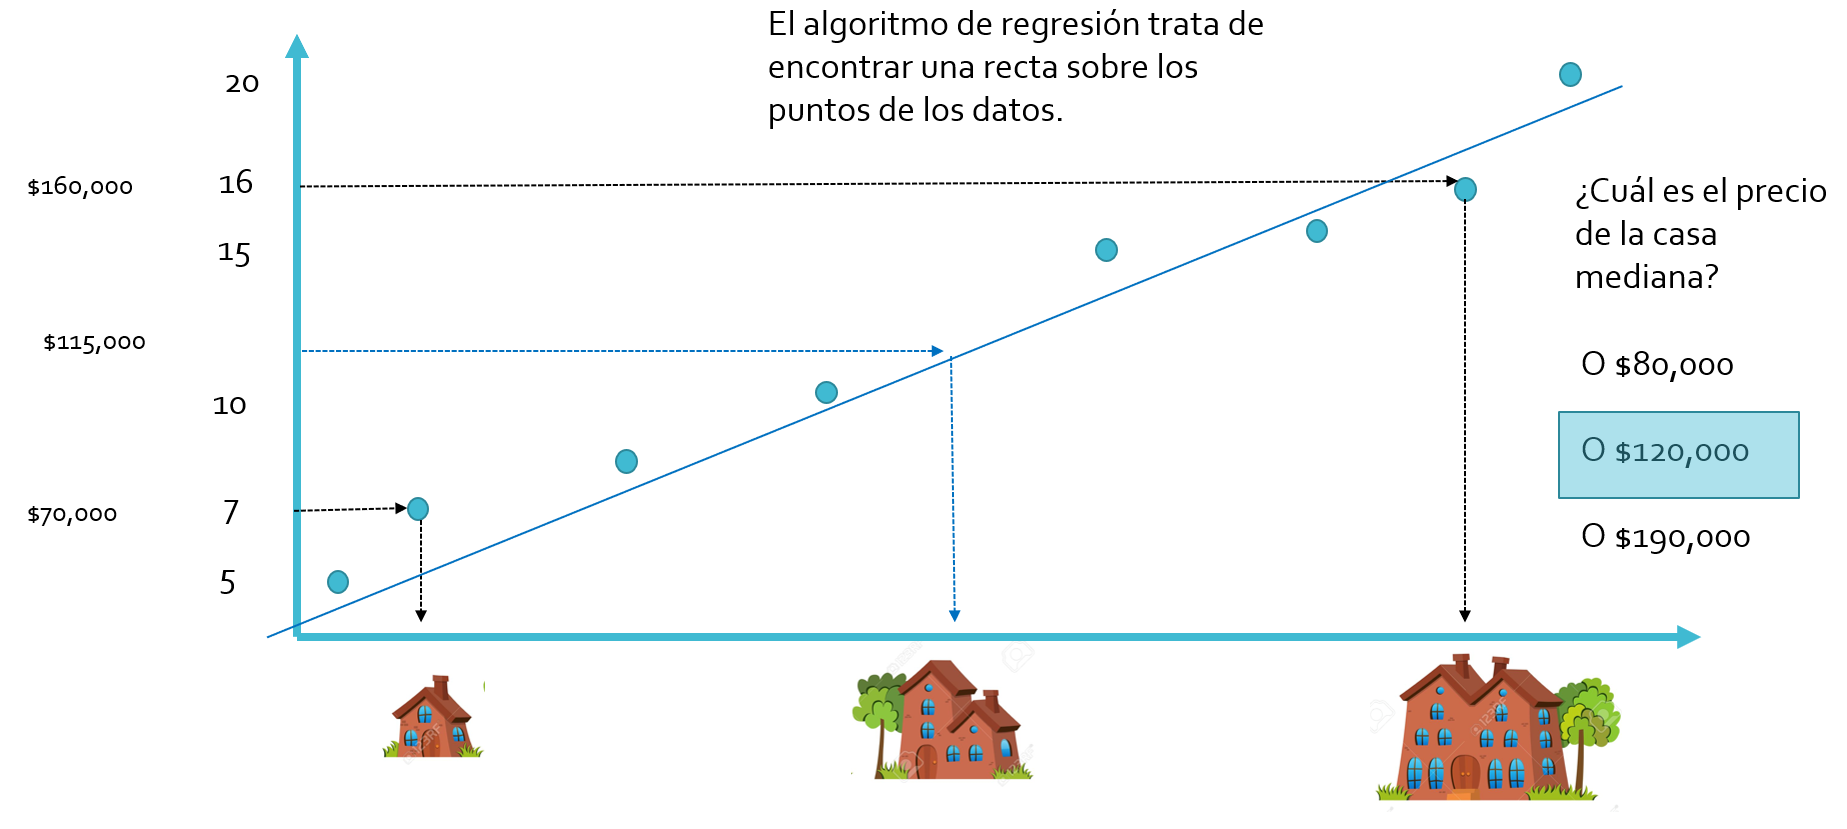 El algoritmo de regresión trata de
encontrar una recta sobre los
puntos de los datos.
20
$160,000
16
15
$115,000
10
$70,000
7
5
¿Cuál es el precio
de la casa
mediana?
O $80,000
O $120,000
O $190,000
123RF